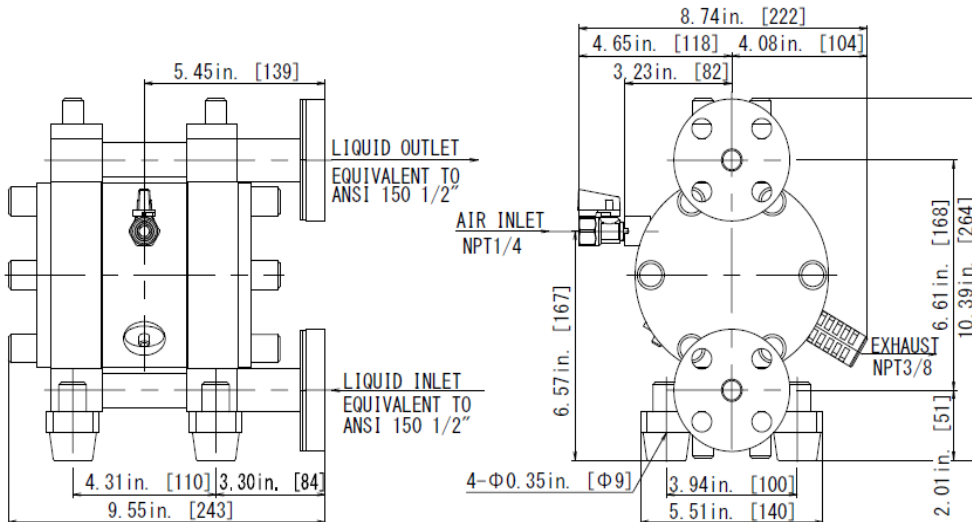 8.74in. [222]
4.65in. [118]
4.08in. [104]
5.45in. [139]
3.23in. [82]
LIQUID OUTLET
EQUIVALENT TO
ANSI 150 1/2″
AIR INLET
NPT1/4
6.57in. [167]
6.61in. [168]
10.39in. [264]
EXHAUST
NPT3/8
LIQUID INLET
EQUIVALENT TO
ANSI 150 1/2″
2.01in. [51]
4.31in. [110]
3.30in. [84]
9.55in. [243]
4-Φ0.35in. [Φ9]
3.94in. [100]
5.51in. [140]